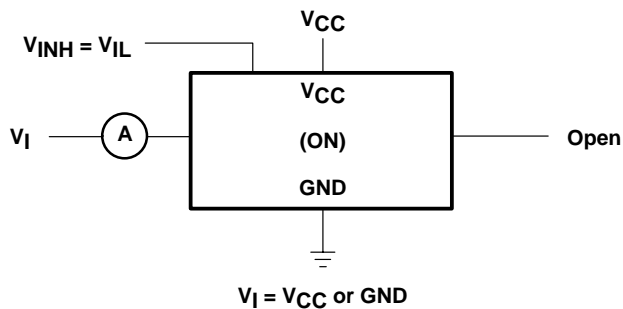 VCC
VINH = VIL
VCC
VI
A
(ON)
Open
GND
VI = VCC or GND